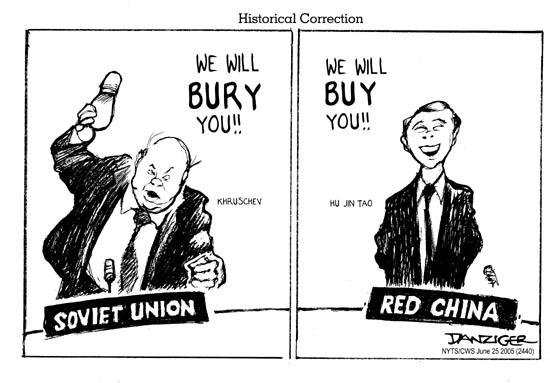 Historical Correction
WE WILL
BURY
YOU!!
KHRUSCHEV
SOVIET UNION
WE WILL
BUY
YOU!!
HU JIN TAO
RED CHINA
DANZIGER
NYTS/CWS June 25 2005 (2440)